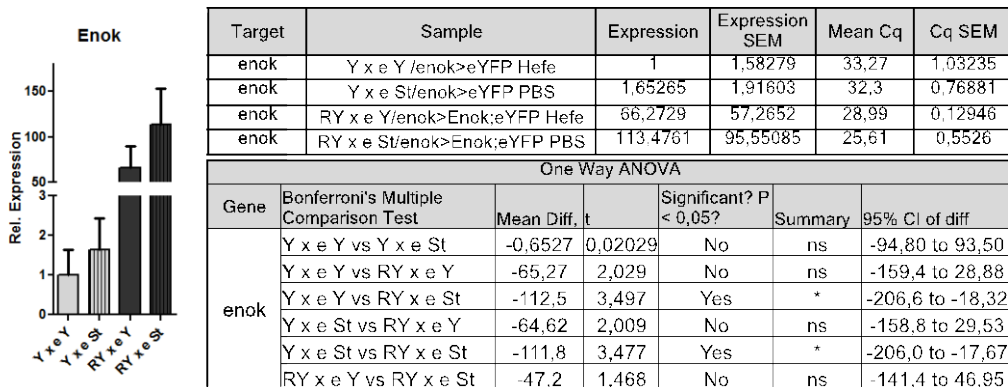 Enok
Rel. Expression
150
100
50
3
2
1
0
Y x e Y
Y x e St
RY x e Y
RY x e St
Target Sample Expression Expression SEM Mean Cq Cq SEM
enok Y x e Y /enok>eYFP Hefe 1 1,58279 33,27 1,03235
enok Y x e St/enok>eYFP PBS 1,65265 1,91603 32,3 0,76881
enok RY x e Y/enok>Enok;eYFP Hefe 66,2729 57,2652 28,99 0,12946
enok RY x e St/enok>Enok;eYFP PBS 113,4761 95,55085 25,61 0,5526
One Way ANOVA
Gene Bonferroni's Multiple Comparison Test Mean Diff, t Significant? P < 0,05? Summary 95% CI of diff
enok
Y x e Y vs Y x e St -0,6527 0,02029 No ns -94,80 to 93,50
Y x e Y vs RY x e Y -65,27 2,029 No ns -159,4 to 28,88
Y x e Y vs RY x e St -112,5 3,497 Yes * -206,6 to -18,32
Y x e St vs RY x e Y -64,62 2,009 No ns -158,8 to 29,53
Y x e St vs RY x e St -111,8 3,477 Yes * -206,0 to -17,67
RY x e Y vs RY x e St -47,2 1,468 No ns -141,4 to 46,95